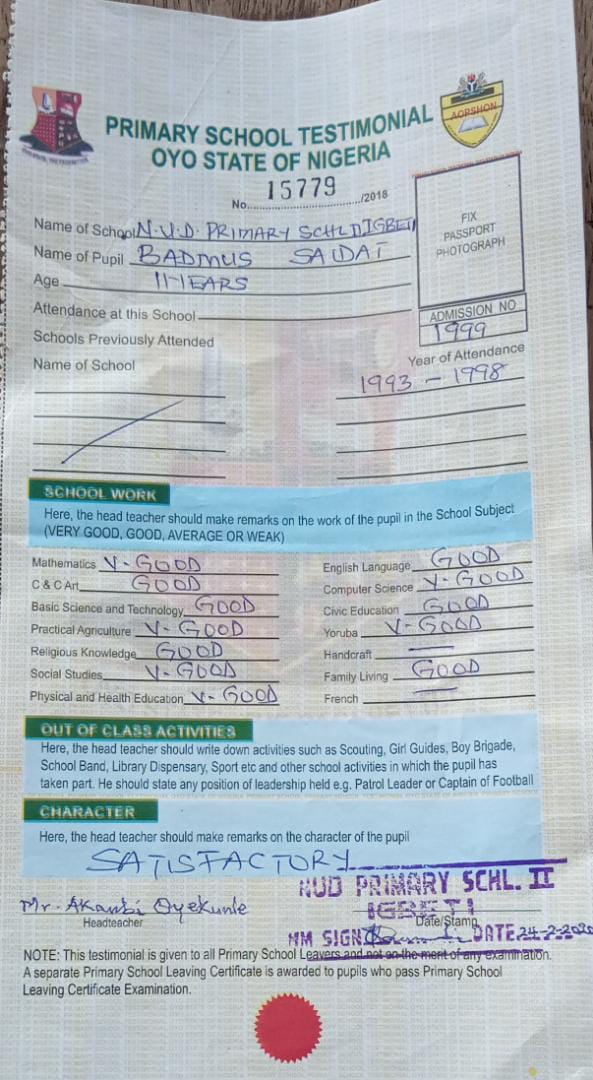 AOPSHON
PRIMARY SCHOOL TESTIMONIAL
OYO STATE OF NIGERIA
No. 15779 /2018
FIX
PASSPORT
PHOTOGRAPH
Name of School N.U.D. PRIMARY SCHL II IGBETI
Name of Pupil BADMUS SAIDAT
Age 11YEARS
Attendance at this School
ADMISSION NO
1999
Schools Previously Attended
Name of School
Year of Attendance
1993 - 1998
SCHOOL WORK
Here, the head teacher should make remarks on the work of the pupil in the School Subject
(VERY GOOD, GOOD, AVERAGE OR WEAK)
Mathematics V-GOOD
English Language GOOD
C & C Art GOOD
Computer Science V-GOOD
Basic Science and Technology GOOD
Civic Education GOOD
Practical Agriculture V-GOOD
Yoruba V-GOOD
Religious Knowledge GOOD
Handcraft
Social Studies V-GOOD
Family Living GOOD
Physical and Health Education V-GOOD
French
OUT OF CLASS ACTIVITIES
Here, the head teacher should write down activities such as Scouting, Girl Guides, Boy Brigade,
School Band, Library Dispensary, Sport etc and other school activities in which the pupil has
taken part. He should state any position of leadership held e.g. Patrol Leader or Captain of Football
CHARACTER
Here, the head teacher should make remarks on the character of the pupil
SATISFACTORY
NUD PRIMARY SCHL. II
IGBETI
Mr. Akanbi Oyekunle
Headteacher
Date/Stamp
HM SIGN DATE 24-2-2020
NOTE: This testimonial is given to all Primary School Leavers and not on the merit of any examination.
A separate Primary School Leaving Certificate is awarded to pupils who pass Primary School
Leaving Certificate Examination.